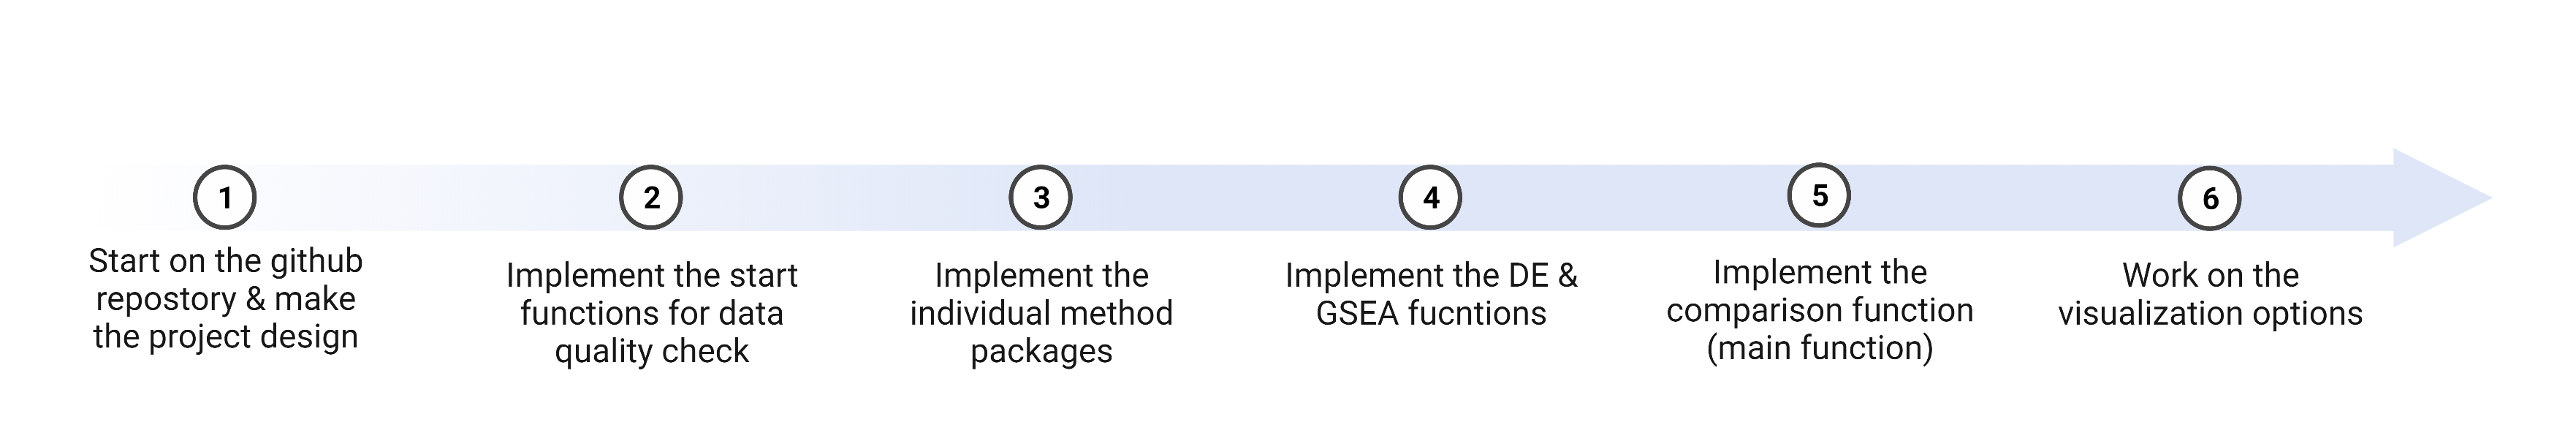 1
Start on the github
repostory & make
the project design
2
Implement the start
functions for data
quality check
3
Implement the
individual method
packages
4
Implement the DE &
GSEA fucntions
5
Implement the
comparison function
(main function)
6
Work on the
visualization options